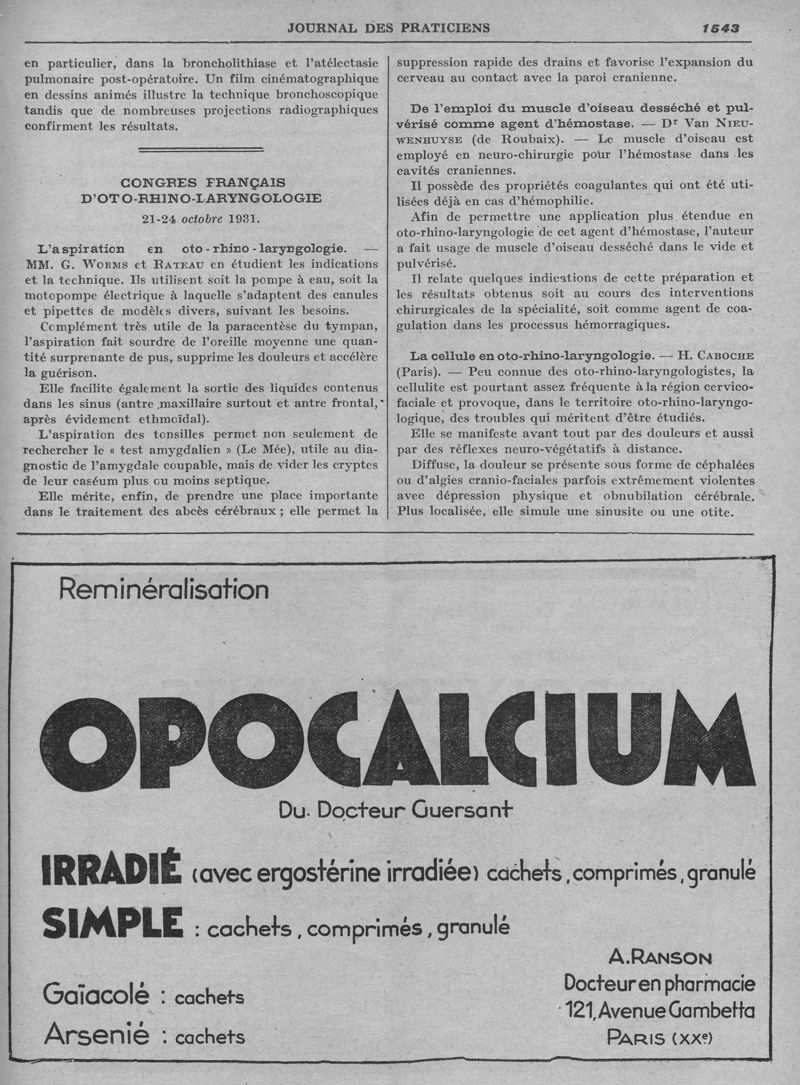 JOURNAL DES PRATICIENS 1543
en particulier, dans la broncholithiase et l'atélectasie
pulmonaire post-opératoire. Un film cinématographique
en dessins animés illustre la technique bronchoscopique
tandis que de nombreuses projections radiographiques
confirment les résultats.
CONGRES FRANÇAIS
D'OTO-RHINO-LARYNGOLOGIE
21-24 octobre 1931.
L'aspiration en oto-rhino-laryngologie. —
MM. G. WORMS et RATEAU en étudient les indications
et la technique. Ils utilisent soit la pompe à eau, soit la
motopompe électrique à laquelle s'adaptent des canules
et pipettes de modèles divers, suivant les besoins.
Complément très utile de la paracentèse du tympan,
l'aspiration fait sourdre de l'oreille moyenne une quan-
tité surprenante de pus, supprime les douleurs et accélère
la guérison.
Elle facilite également la sortie des liquides contenus
dans les sinus (antre maxillaire surtout et antre frontal,
après évidement ethmoïdal).
L'aspiration des tonsilles permet non seulement de
rechercher le « test amygdalien » (Le Mée), utile au dia-
gnostic de l'amygdale coupable, mais de vider les cryptes
de leur caséum plus ou moins septique.
Elle mérite, enfin, de prendre une place importante
dans le traitement des abcès cérébraux ; elle permet la
suppression rapide des drains et favorise l'expansion du
cerveau au contact avec la paroi cranienne.
De l'emploi du muscle d'oiseau desséché et pul-
vérisé comme agent d'hémostase. — Dr Van NIEU-
WENHUYSE (de Roubaix). — Le muscle d'oiseau est
employé en neuro-chirurgie pour l'hémostase dans les
cavités craniennes.
Il possède des propriétés coagulantes qui ont été uti-
lisées déjà en cas d'hémophilie.
Afin de permettre une application plus étendue en
oto-rhino-laryngologie de cet agent d'hémostase, l'auteur
a fait usage de muscle d'oiseau desséché dans le vide et
pulvérisé.
Il relate quelques indications de cette préparation et
les résultats obtenus soit au cours des interventions
chirurgicales de la spécialité, soit comme agent de coa-
gulation dans les processus hémorragiques.
La cellule en oto-rhino-laryngologie. — H. CABOCHE
(Paris). — Peu connue des oto-rhino-laryngologistes, la
cellulite est pourtant assez fréquente à la région cervico-
faciale et provoque, dans le territoire oto-rhino-laryngo-
logique, des troubles qui méritent d'être étudiés.
Elle se manifeste avant tout par des douleurs et aussi
par des réflexes neuro-végétatifs à distance.
Diffuse, la douleur se présente sous forme de céphalées
ou d'algies cranio-faciales parfois extrêmement violentes
avec dépression physique et obnubilation cérébrale.
Plus localisée, elle simule une sinusite ou une otite.
Reminéralisation
OPOCALCIUM
Du Docteur Guersant
IRRADIÉ (avec ergostérine irradiée) cachets, comprimés, granulé
SIMPLE : cachets, comprimés, granulé
Gaïacolé : cachets
Arsenié : cachets
A. RANSON
Docteur en pharmacie
121, Avenue Gambetta
PARIS (XXe)